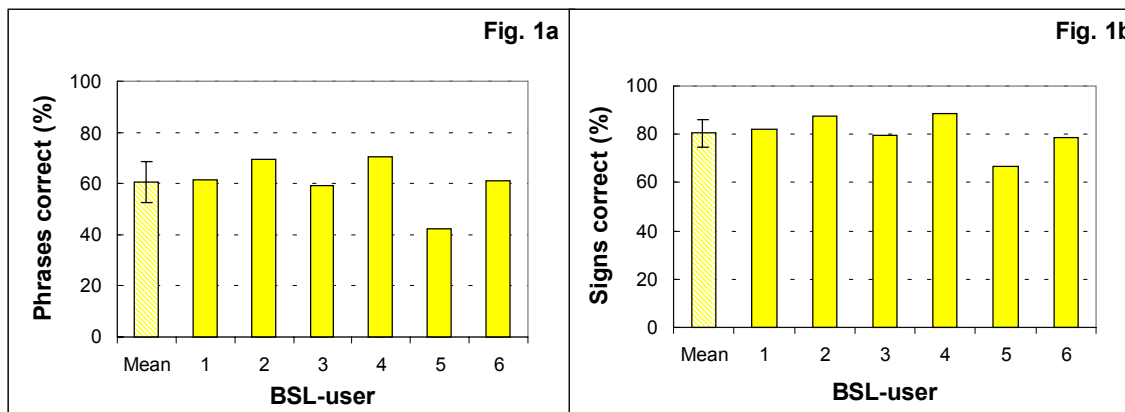 Fig. 1a
Phrases correct (%)
100
80
60
40
20
0
Mean 1 2 3 4 5 6
BSL-user
Fig. 1b
Signs correct (%)
100
80
60
40
20
0
Mean 1 2 3 4 5 6
BSL-user